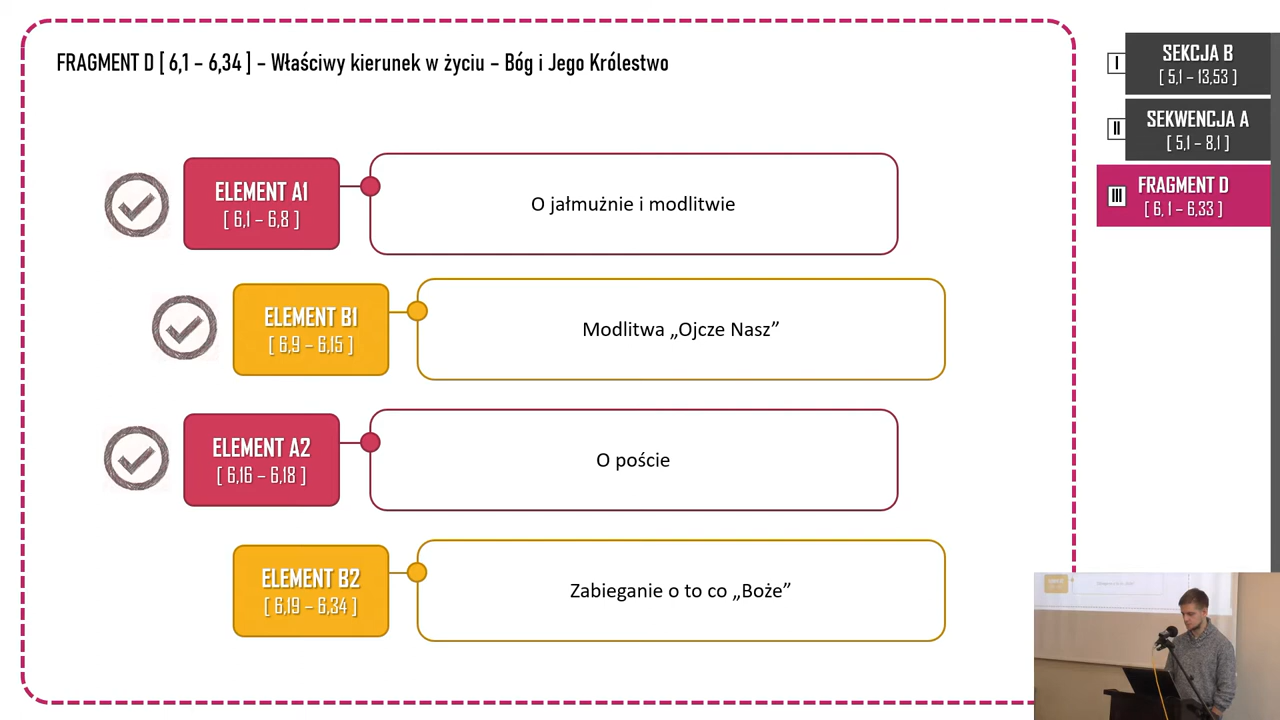 FRAGMENT D [ 6,1 – 6,34 ] – Właściwy kierunek w życiu – Bóg i Jego Królestwo
ELEMENT A1
[ 6,1 – 6,8 ]
O jałmużnie i modlitwie
ELEMENT B1
[ 6,9 – 6,15 ]
Modlitwa „Ojcze Nasz”
ELEMENT A2
[ 6,16 – 6,18 ]
O poście
ELEMENT B2
[ 6,19 – 6,34 ]
Zabieganie o to co „Boże”
I
SEKCJA B
[ 5,1 – 13,53 ]
II
SEKWENCJA A
[ 5,1 – 8,1 ]
III
FRAGMENT D
[ 6, 1 – 6,33 ]